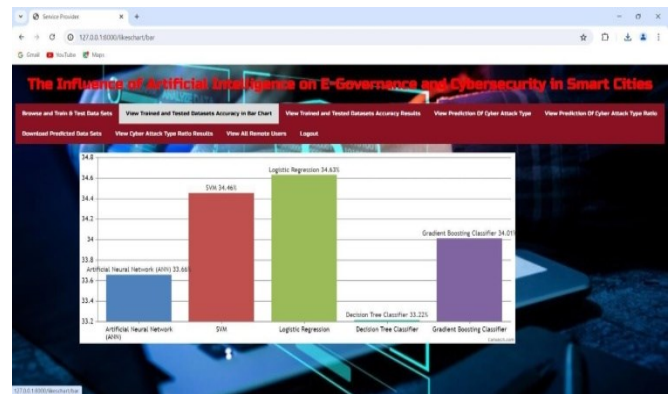 Service Provider
127.0.0.1:8000/likeschart/bar
Gmail YouTube Maps
The Influence of Artificial Intelligence on E-Governance and Cybersecurity in Smart Cities
Browse and Train & Test Data Sets View Trained and Tested Datasets Accuracy in Bar Chart View Trained and Tested Datasets Accuracy Results View Prediction Of Cyber Attack Type View Prediction Of Cyber Attack Type Ratio
Download Predicted Data Sets View Cyber Attack Type Ratio Results View All Remote Users Logout
34.8
Logistic Regression 34.63%
34.6
SVM 34.46%
34.4
34.2
Gradient Boosting Classifier 34.01%
34
33.8
Artificial Neural Network (ANN) 33.66%
33.6
33.4
Decision Tree Classifier 33.22%
33.2
Artificial Neural Network (ANN) SVM Logistic Regression Decision Tree Classifier Gradient Boosting Classifier
CanvasJS.com
127.0.0.1:8000/likeschart/bar